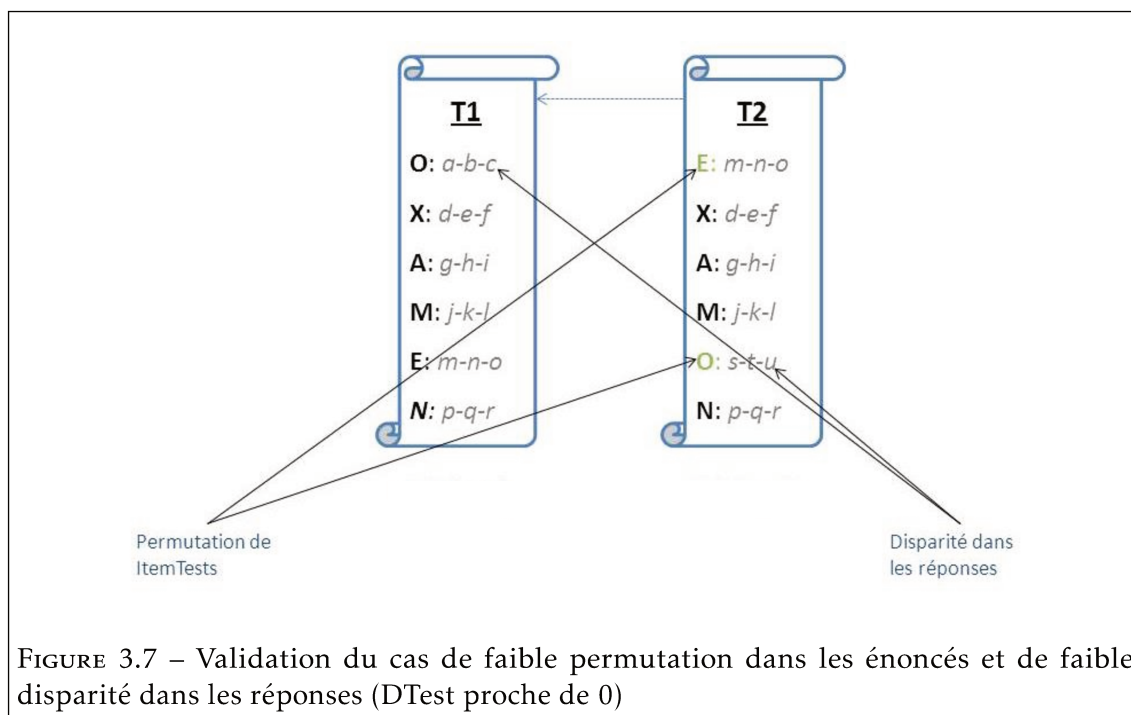 T1
O: a-b-c
X: d-e-f
A: g-h-i
M: j-k-l
E: m-n-o
N: p-q-r
T2
E: m-n-o
X: d-e-f
A: g-h-i
M: j-k-l
O: s-t-u
N: p-q-r
Permutation de
ItemTests
Disparité dans
les réponses
FIGURE 3.7 – Validation du cas de faible permutation dans les énoncés et de faible
disparité dans les réponses (DTest proche de 0)